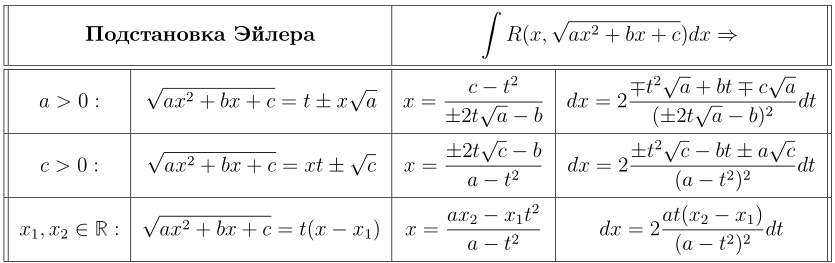 Подстановка Эйлера	∫ R(x, √(ax² + bx + c))dx ⇒
a > 0 :	√(ax² + bx + c) = t ± x√a	x = (c − t²)/(±2t√a − b)	dx = 2 (∓t²√a + bt ∓ c√a)/(±2t√a − b)² dt
c > 0 :	√(ax² + bx + c) = xt ± √c	x = (±2t√c − b)/(a − t²)	dx = 2 (±t²√c − bt ± a√c)/(a − t²)² dt
x₁, x₂ ∈ ℝ :	√(ax² + bx + c) = t(x − x₁)	x = (ax₂ − x₁t²)/(a − t²)	dx = 2 at(x₂ − x₁)/(a − t²)² dt